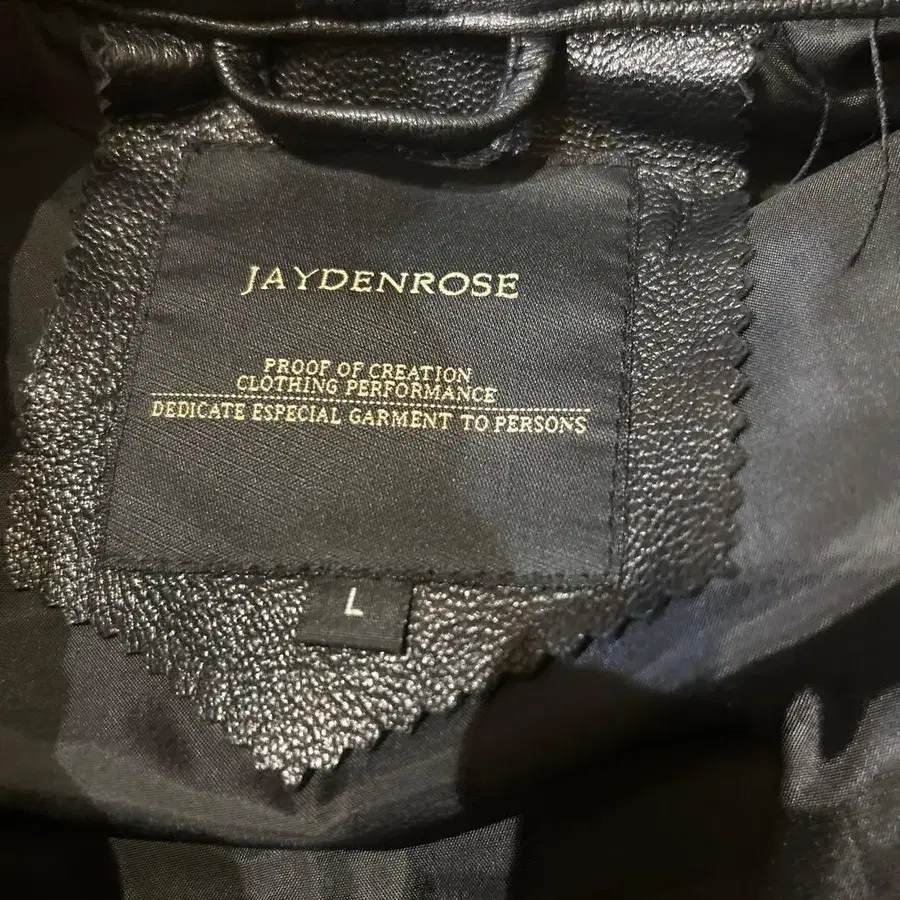 JAYDENROSE
PROOF OF CREATION
CLOTHING PERFORMANCE
DEDICATE ESPECIAL GARMENT TO PERSONS
L